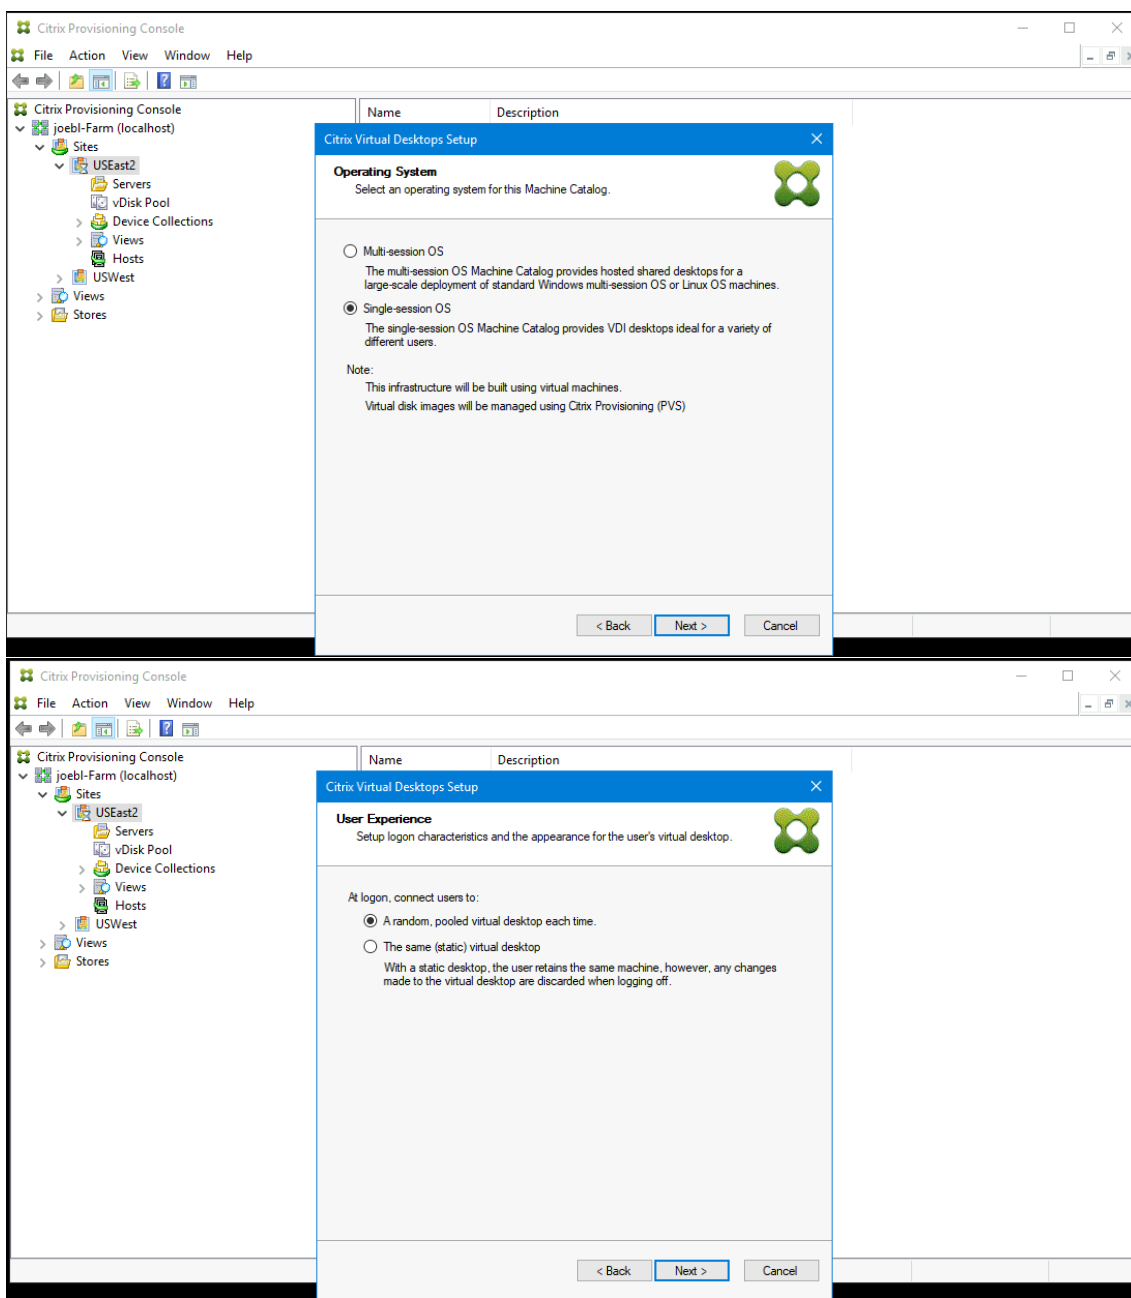 Citrix Provisioning Console
File Action View Window Help
Citrix Provisioning Console
joebl-Farm (localhost)
Sites
USEast2
Servers
vDisk Pool
Device Collections
Views
Hosts
USWest
Views
Stores
Name Description
Citrix Virtual Desktops Setup
Operating System
Select an operating system for this Machine Catalog.
Multi-session OS
The multi-session OS Machine Catalog provides hosted shared desktops for a
large-scale deployment of standard Windows multi-session OS or Linux OS machines.
Single-session OS
The single-session OS Machine Catalog provides VDI desktops ideal for a variety of
different users.
Note:
This infrastructure will be built using virtual machines.
Virtual disk images will be managed using Citrix Provisioning (PVS)
< Back Next > Cancel
Citrix Provisioning Console
File Action View Window Help
Citrix Provisioning Console
joebl-Farm (localhost)
Sites
USEast2
Servers
vDisk Pool
Device Collections
Views
Hosts
USWest
Views
Stores
Name Description
Citrix Virtual Desktops Setup
User Experience
Setup logon characteristics and the appearance for the user's virtual desktop.
At logon, connect users to:
A random, pooled virtual desktop each time.
The same (static) virtual desktop
With a static desktop, the user retains the same machine, however, any changes
made to the virtual desktop are discarded when logging off.
< Back Next > Cancel